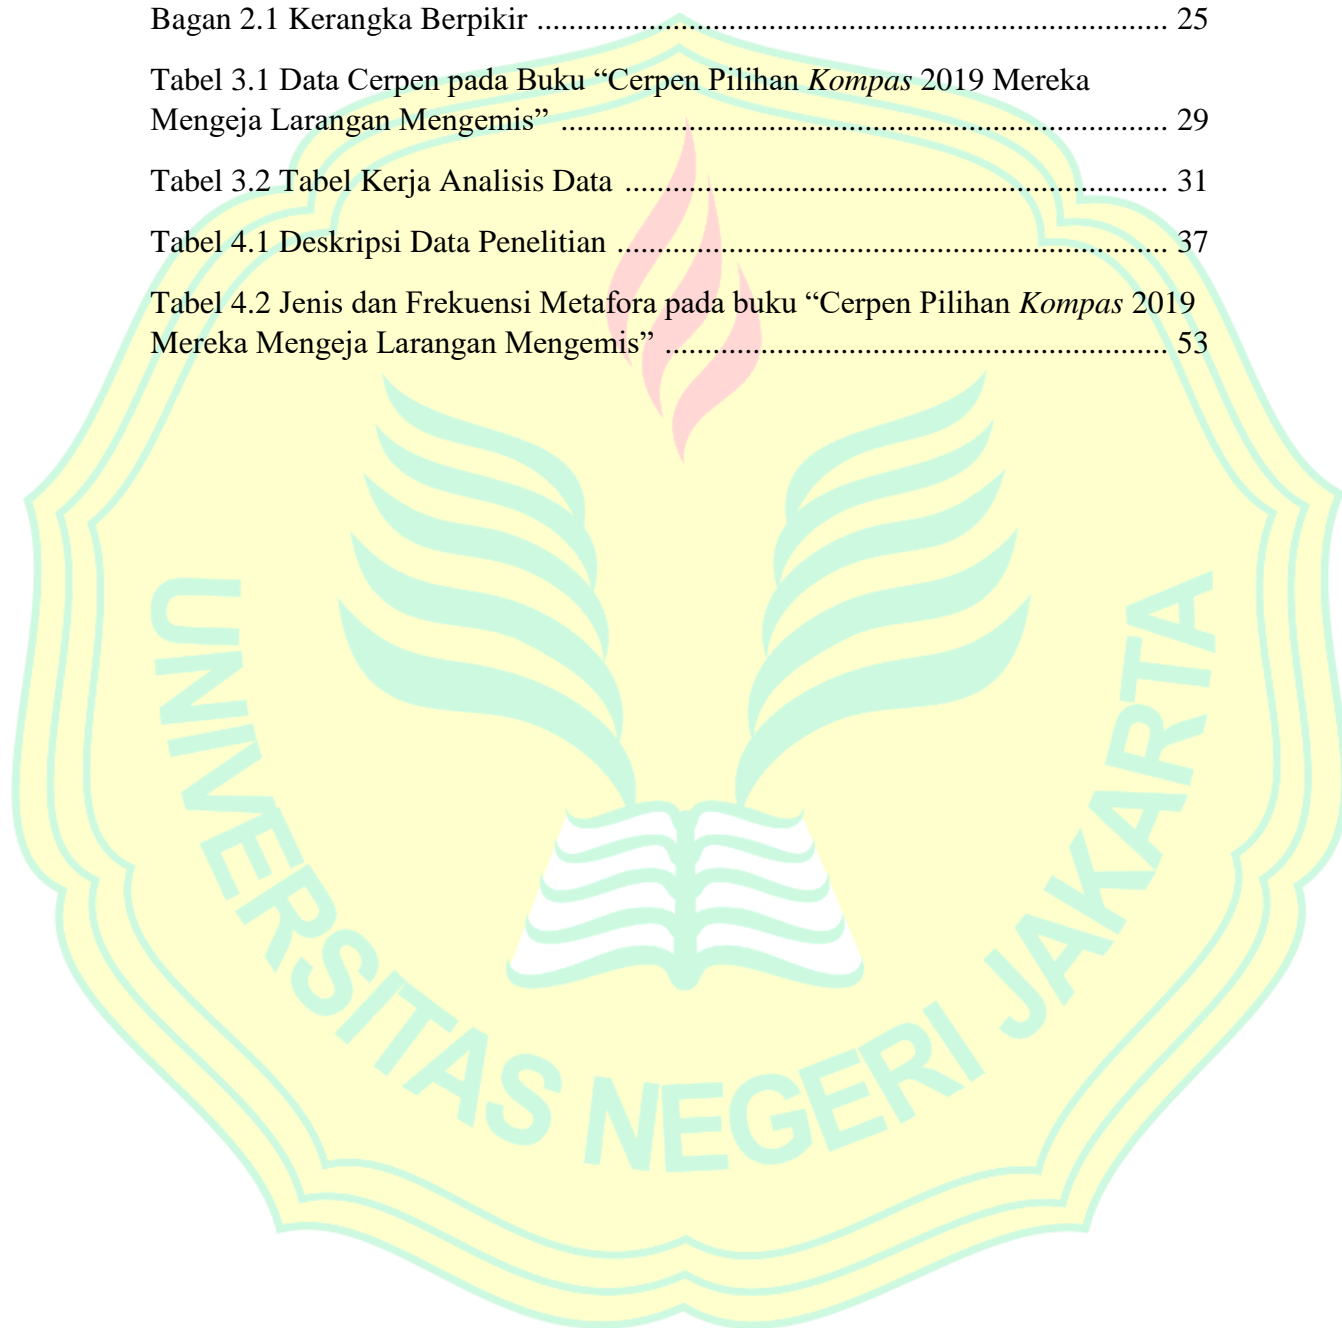 Bagan 2.1 Kerangka Berpikir ............................................................................... 25
Tabel 3.1 Data Cerpen pada Buku “Cerpen Pilihan Kompas 2019 Mereka
Mengeja Larangan Mengemis” ............................................................................ 29
Tabel 3.2 Tabel Kerja Analisis Data .................................................................... 31
Tabel 4.1 Deskripsi Data Penelitian ..................................................................... 37
Tabel 4.2 Jenis dan Frekuensi Metafora pada buku “Cerpen Pilihan Kompas 2019
Mereka Mengeja Larangan Mengemis” ............................................................... 53
UNIVERSITAS NEGERI JAKARTA